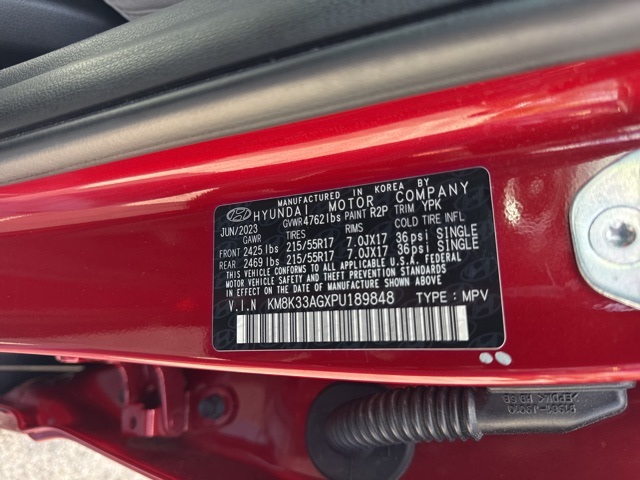 MANUFACTURED IN KOREA BY
HYUNDAI MOTOR COMPANY
JUN/2023 GVWR 4762lbs PAINT R2P TRIM YPK
GAWR TIRES RIMS COLD TIRE INFL
FRONT 2425 lbs 215/55R17 7.0JX17 36psi SINGLE
REAR 2469 lbs 215/55R17 7.0JX17 36psi SINGLE
THIS VEHICLE CONFORMS TO ALL APPLICABLE U.S.A. FEDERAL
MOTOR VEHICLE SAFETY AND THEFT PREVENTION STANDARDS
IN EFFECT ON THE DATE OF MANUFACTURE SHOWN ABOVE.
V.I.N KM8K33AGXPU189848 TYPE : MPV